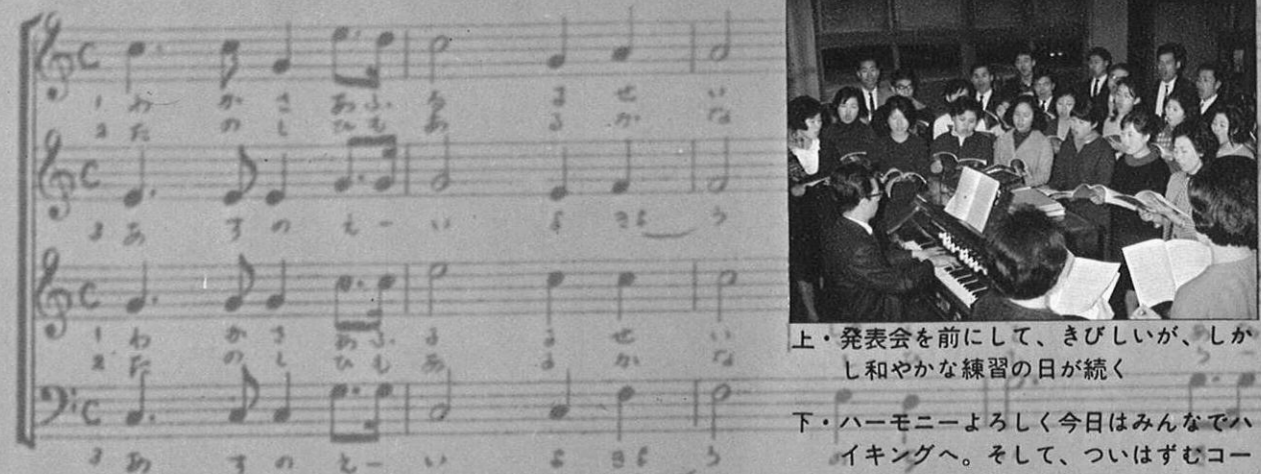 1 わ か さ あ ふ る る せ い
2 た の し ひ も あ る か な
3 あ す の え ー い よ きよ う
1 わ か さ あ ふ る る せ い
2 た の し ひ も あ る か な
3 あ す の え ー い よ きよ う
上・発表会を前にして、きびしいが、しか
し和やかな練習の日が続く
下・ハーモニーよろしく今日はみんなでハ
イキングへ。そして、ついはずむコー